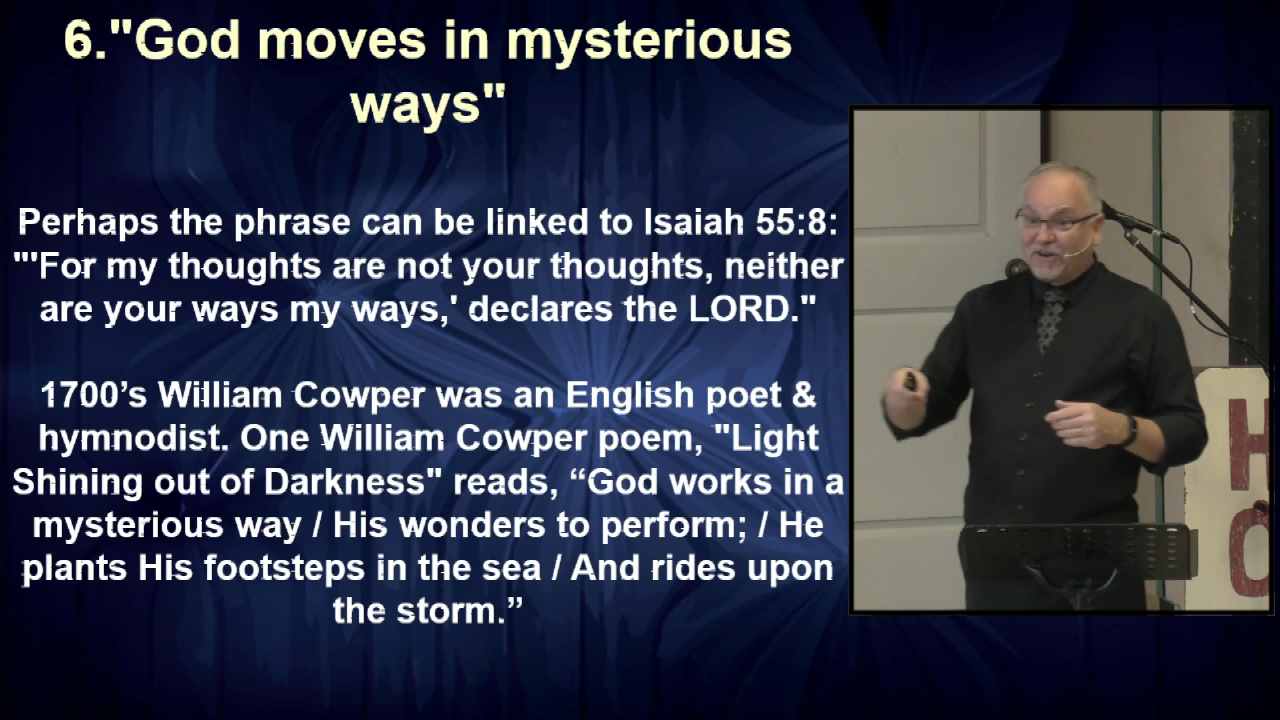 6."God moves in mysterious
ways"
Perhaps the phrase can be linked to Isaiah 55:8:
"'For my thoughts are not your thoughts, neither
are your ways my ways,' declares the LORD."
1700’s William Cowper was an English poet &
hymnodist. One William Cowper poem, "Light
Shining out of Darkness" reads, “God works in a
mysterious way / His wonders to perform; / He
plants His footsteps in the sea / And rides upon
the storm.”
H